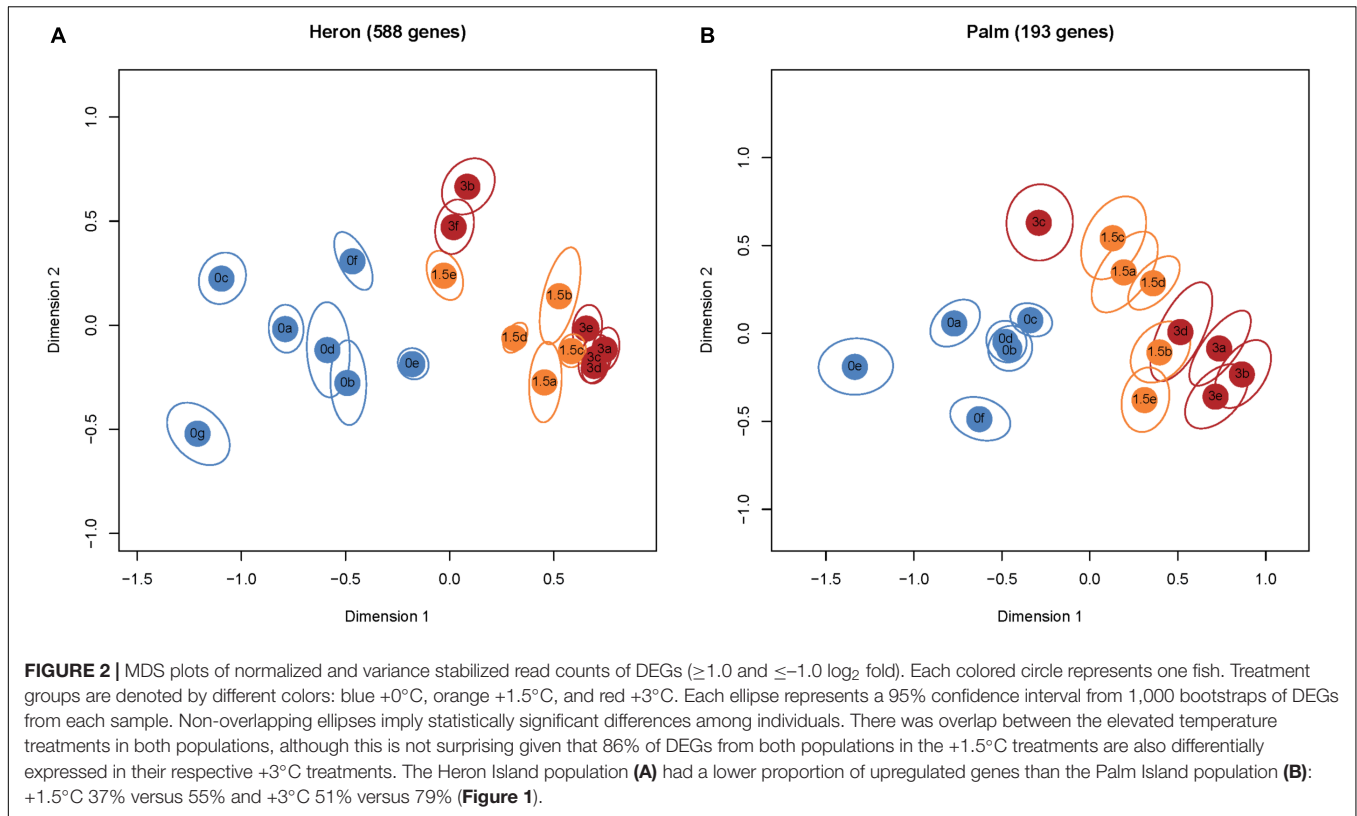 A
Heron (588 genes)
B
Palm (193 genes)
Dimension 2
1.0
0.5
0.0
−0.5
−1.0
3b
3f
0f
1.5e
0c
1.5b
0a
3e
1.5d
0d
1.5c
3a
3c
3d
0e
0b
1.5a
0g
−1.5
−1.0
−0.5
0.0
0.5
Dimension 1
Dimension 2
1.0
0.5
0.0
−0.5
−1.0
3c
1.5c
1.5a
1.5d
0a
0c
0d
0b
3d
1.5b
3a
0e
3b
1.5e
3e
0f
−1.5
−1.0
−0.5
0.0
0.5
1.0
Dimension 1
FIGURE 2 | MDS plots of normalized and variance stabilized read counts of DEGs (≥1.0 and ≤–1.0 log₂ fold). Each colored circle represents one fish. Treatment
groups are denoted by different colors: blue +0°C, orange +1.5°C, and red +3°C. Each ellipse represents a 95% confidence interval from 1,000 bootstraps of DEGs
from each sample. Non-overlapping ellipses imply statistically significant differences among individuals. There was overlap between the elevated temperature
treatments in both populations, although this is not surprising given that 86% of DEGs from both populations in the +1.5°C treatments are also differentially
expressed in their respective +3°C treatments. The Heron Island population (A) had a lower proportion of upregulated genes than the Palm Island population (B):
+1.5°C 37% versus 55% and +3°C 51% versus 79% (Figure 1).